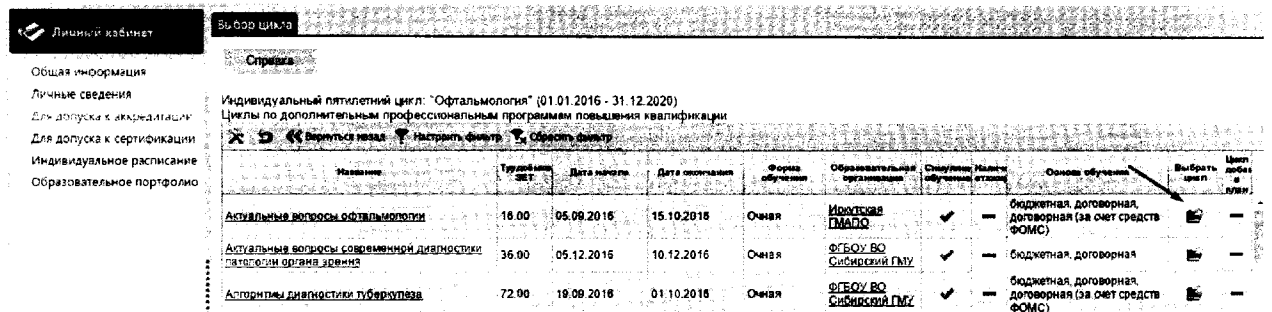 Личный кабинет
Выбор цикла
Справка
Общая информация
Личные сведения
Для допуска к аккредитации
Для допуска к сертификации
Индивидуальное расписание
Образовательное портфолио
Индивидуальный пятилетний цикл: "Офтальмология" (01.01.2016 - 31.12.2020)
Циклы по дополнительным профессиональным программам повышения квалификации
Вернуться назад Настроить фильтр Сбросить фильтр
Название
Дата начала
Дата окончания
Форма
обучения
Образовательная
организация
Основа обучения
Выбрать
цикл
Актуальные вопросы офтальмологии
16.00
05.09.2016
15.10.2016
Очная
Иркутская
ГМАПО
бюджетная, договорная,
договорная (за счет средств
ФОМС)
Актуальные вопросы современной диагностики
патологии органа зрения
36.00
05.12.2016
10.12.2016
Очная
ФГБОУ ВО
Сибирский ГМУ
бюджетная, договорная
Алгоритмы диагностики туберкулеза
72.00
19.09.2016
01.10.2016
Очная
ФГБОУ ВО
Сибирский ГМУ
бюджетная, договорная,
договорная (за счет средств
ФОМС)